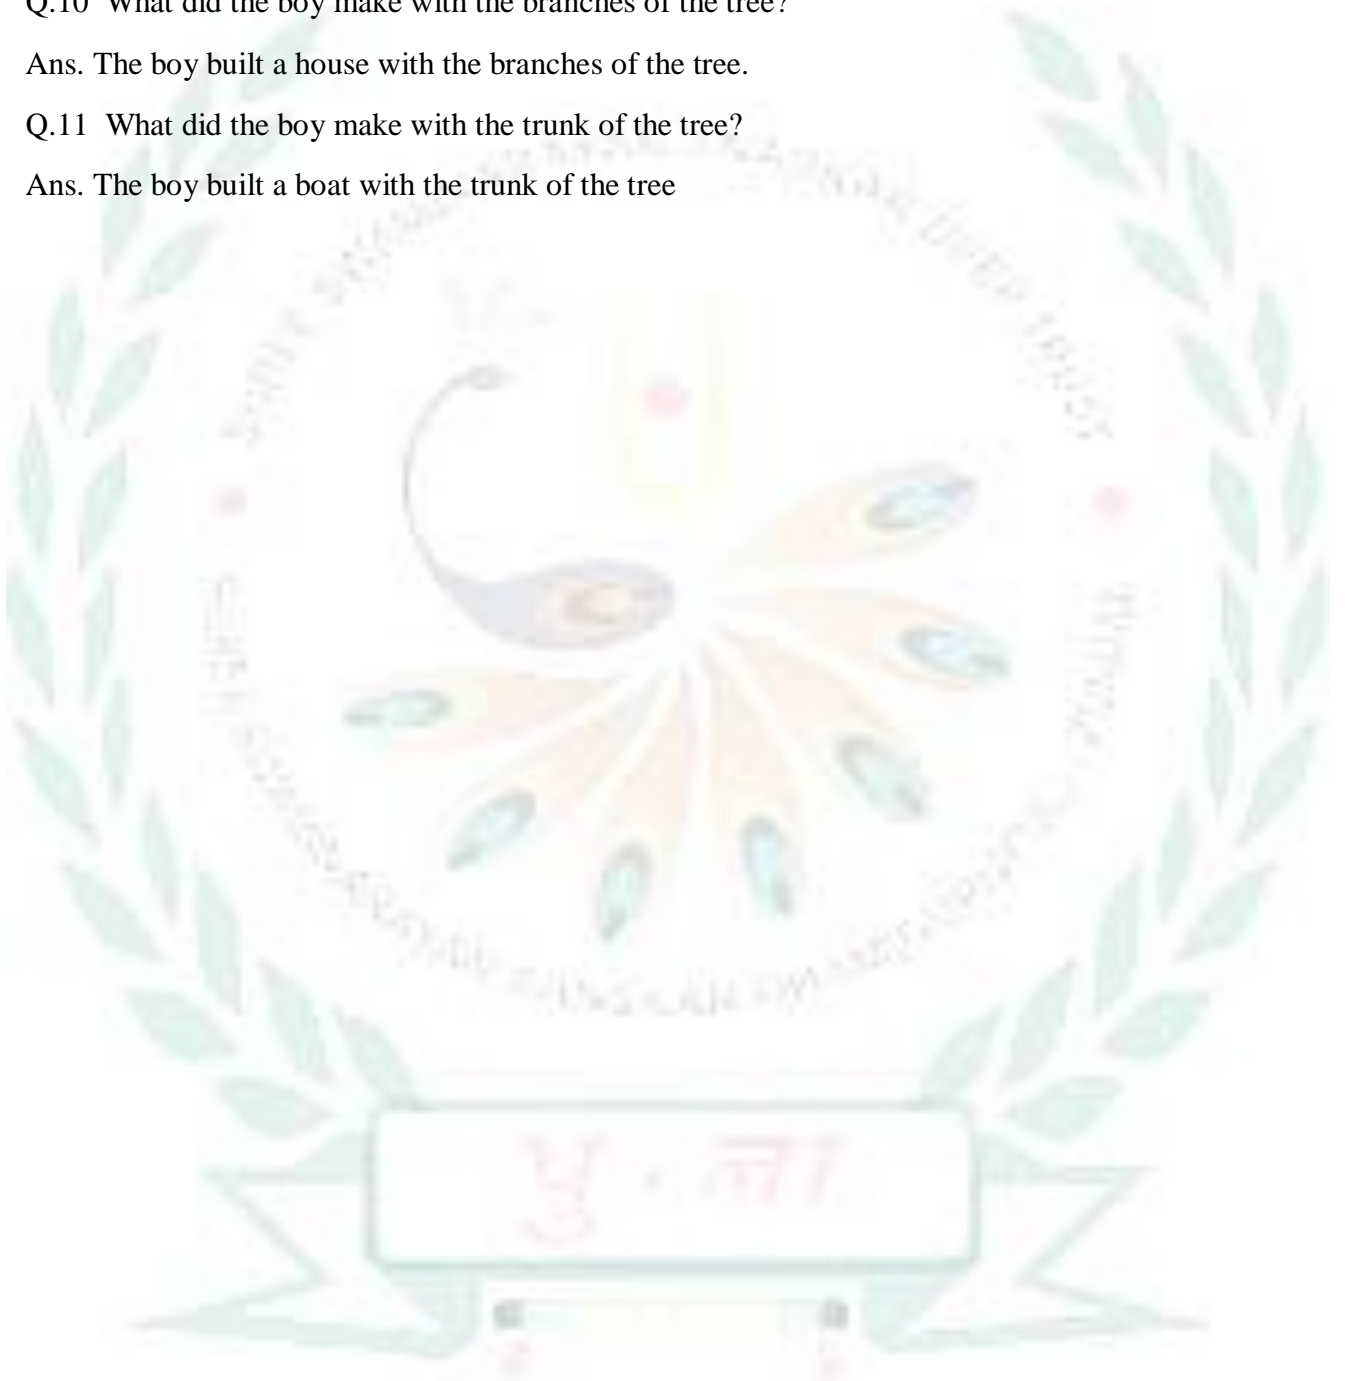 Q.10 What did the boy make with the branches of the tree?
Ans. The boy built a house with the branches of the tree.
Q.11 What did the boy make with the trunk of the tree?
Ans. The boy built a boat with the trunk of the tree
TRUST
पु · ना